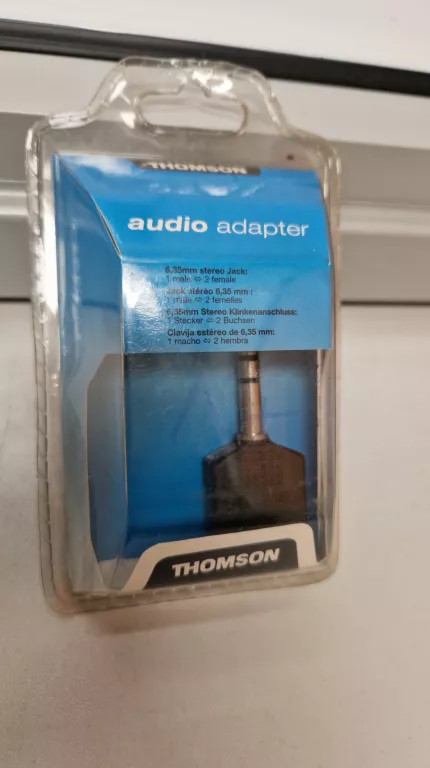 THOMSON
audio adapter
6,35mm stereo Jack:
1 male ⇔ 2 female
Jack stéréo 6,35 mm :
1 mâle ⇔ 2 femelles
6,35mm Stereo Klinkenanschluss:
1 Stecker ⇔ 2 Buchsen
Clavija estéreo de 6,35 mm:
1 macho ⇔ 2 hembra
THOMSON